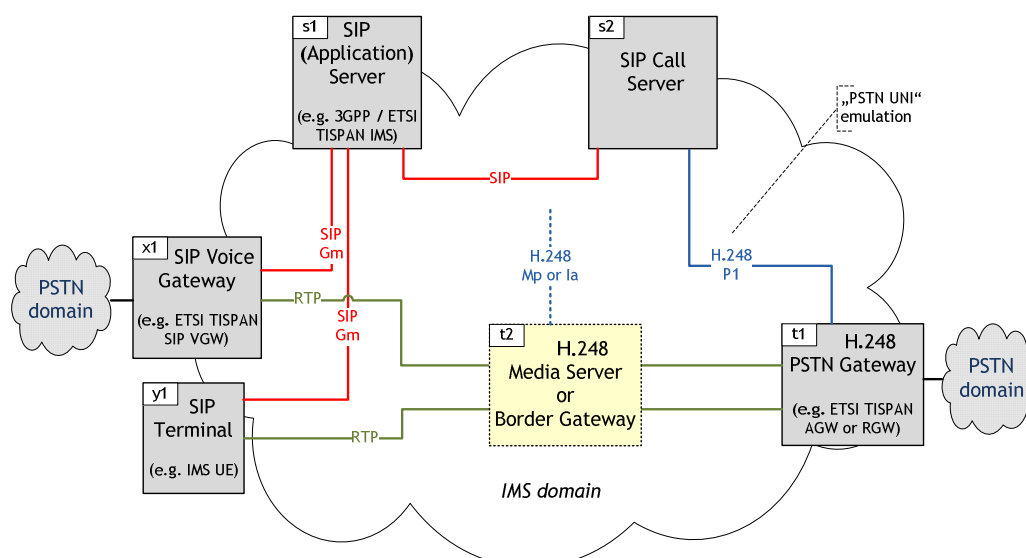 s1
SIP
(Application)
Server
(e.g. 3GPP / ETSI
TISPAN IMS)
s2
SIP Call
Server
„PSTN UNI“
emulation
SIP
x1
SIP Voice
Gateway
(e.g. ETSI TISPAN
SIP VGW)
PSTN
domain
SIP
Gm
RTP
SIP
Gm
H.248
Mp or Ia
H.248
P1
t2
H.248
Media Server
or
Border Gateway
t1
H.248
PSTN Gateway
(e.g. ETSI TISPAN
AGW or RGW)
PSTN
domain
y1
SIP
Terminal
(e.g. IMS UE)
RTP
IMS domain